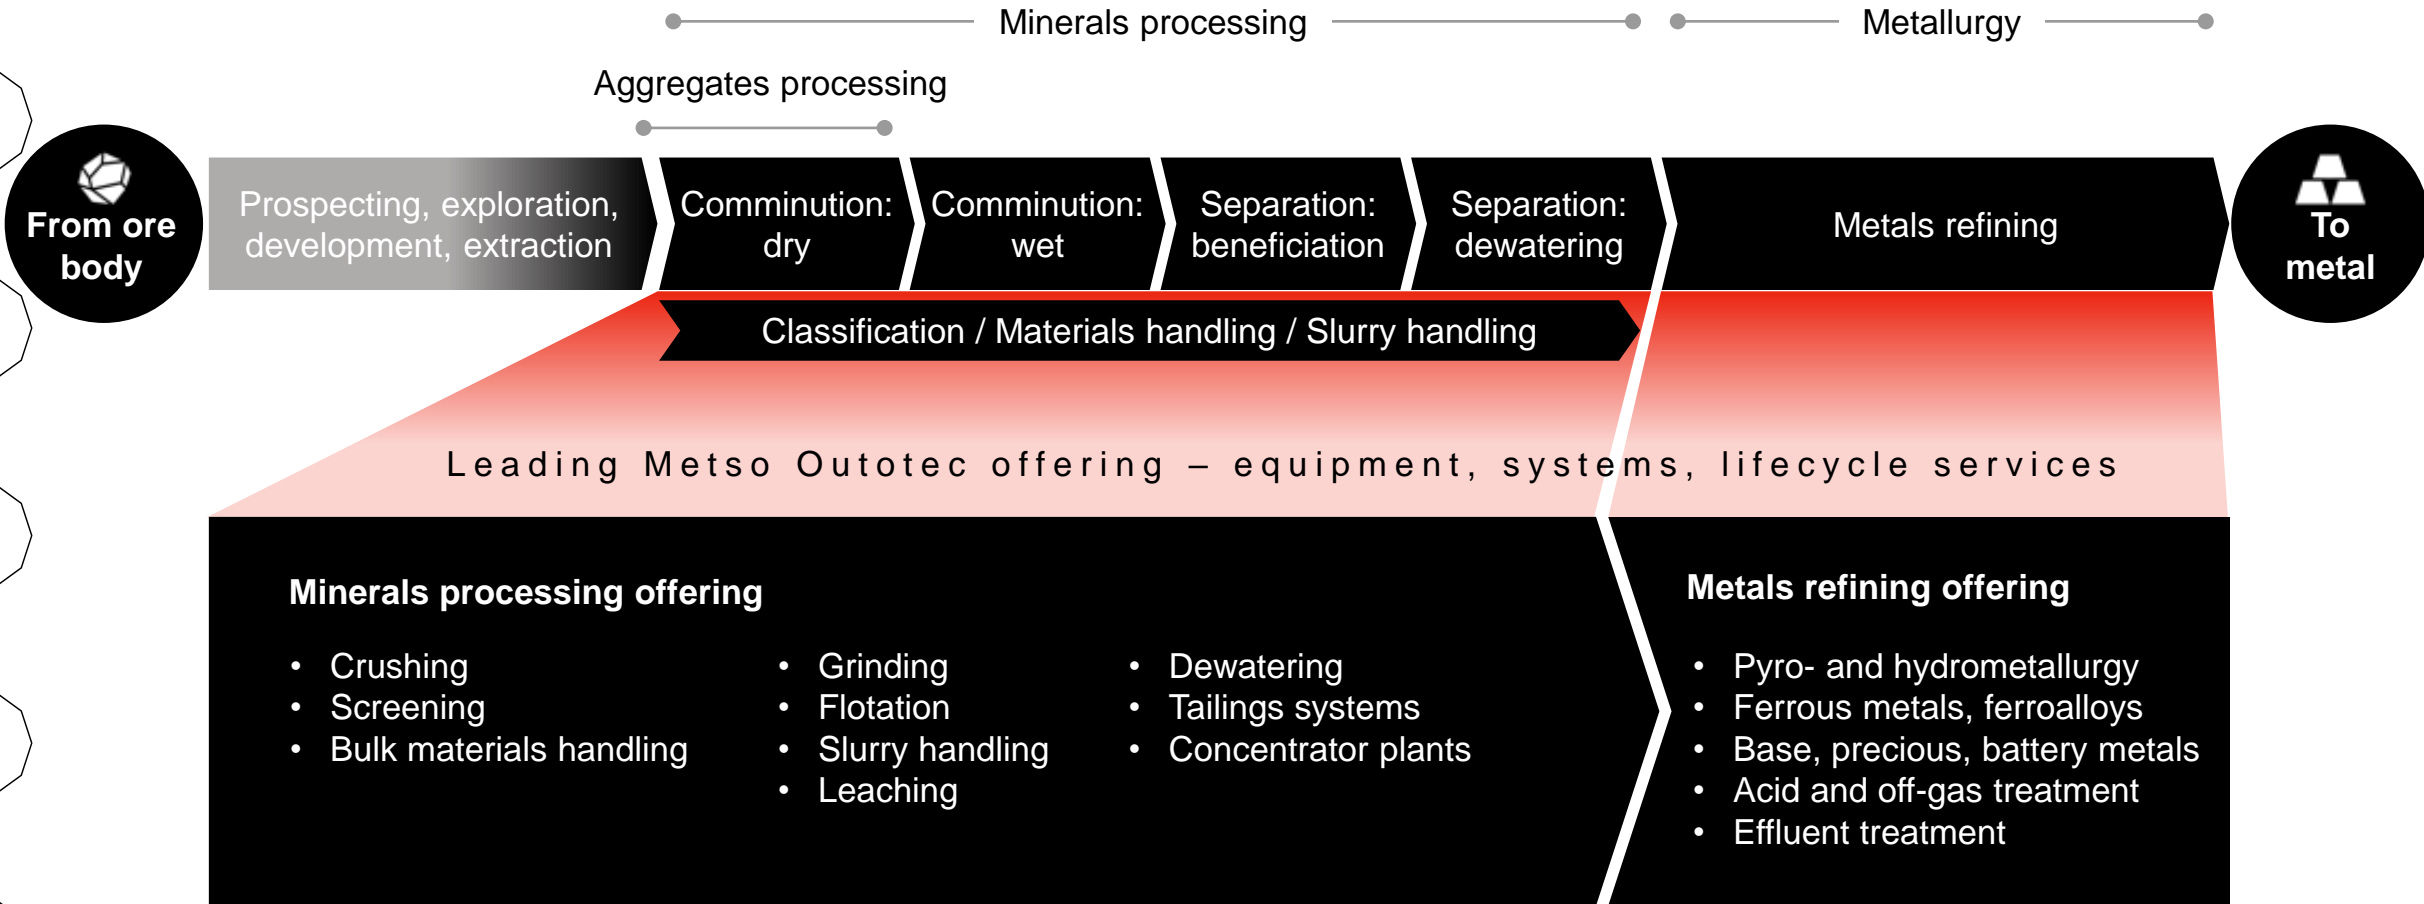 Minerals processing
Metallurgy
Aggregates processing
From ore
body
Prospecting, exploration,
development, extraction
Comminution:
dry
Comminution:
wet
Separation:
beneficiation
Separation:
dewatering
Metals refining
To
metal
Classification / Materials handling / Slurry handling
Leading Metso Outotec offering – equipment, systems, lifecycle services
Minerals processing offering
• Crushing
• Screening
• Bulk materials handling
• Grinding
• Flotation
• Slurry handling
• Leaching
• Dewatering
• Tailings systems
• Concentrator plants
Metals refining offering
• Pyro- and hydrometallurgy
• Ferrous metals, ferroalloys
• Base, precious, battery metals
• Acid and off-gas treatment
• Effluent treatment